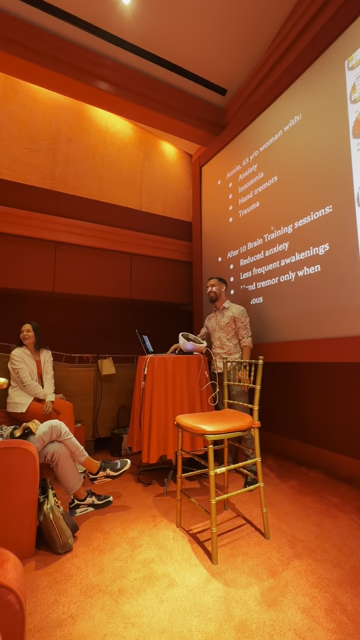 65 y/o woman with:
Anxiety
Insomnia
Hand tremors
Trauma
After 10 Brain Training sessions:
Reduced anxiety
Less frequent awakenings
tremor only when